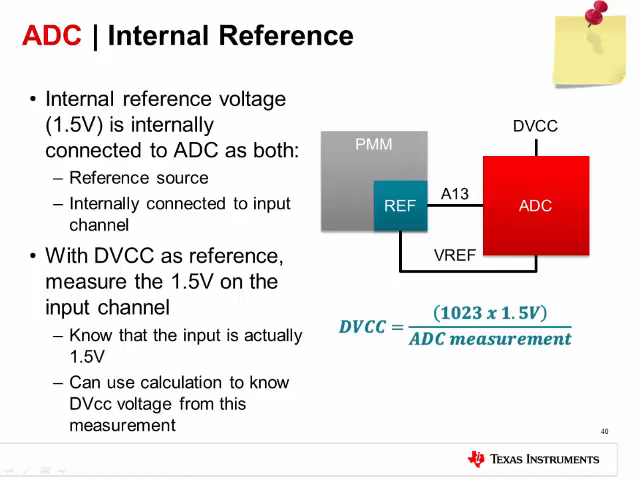 ADC | Internal Reference
• Internal reference voltage
(1.5V) is internally
connected to ADC as both:
– Reference source
– Internally connected to input
channel
• With DVCC as reference,
measure the 1.5V on the
input channel
– Know that the input is actually
1.5V
– Can use calculation to know
DVcc voltage from this
measurement
DVCC
PMM
REF
A13
ADC
VREF
DVCC = (1023 x 1.5V)
ADC measurement
40
TEXAS INSTRUMENTS